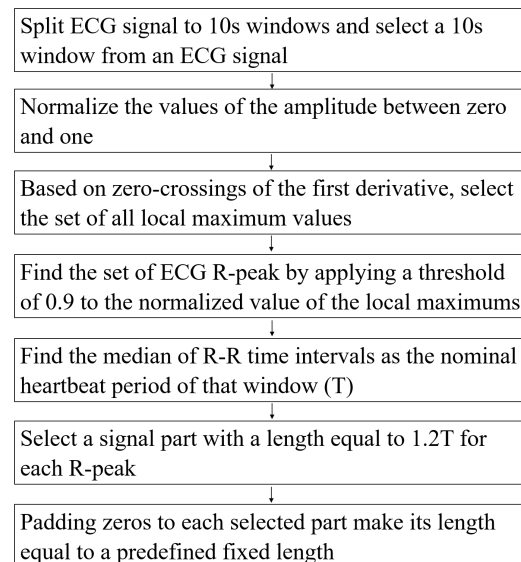 Split ECG signal to 10s windows and select a 10s
window from an ECG signal
Normalize the values of the amplitude between zero
and one
Based on zero-crossings of the first derivative, select
the set of all local maximum values
Find the set of ECG R-peak by applying a threshold
of 0.9 to the normalized value of the local maximums
Find the median of R-R time intervals as the nominal
heartbeat period of that window (T)
Select a signal part with a length equal to 1.2T for
each R-peak
Padding zeros to each selected part make its length
equal to a predefined fixed length